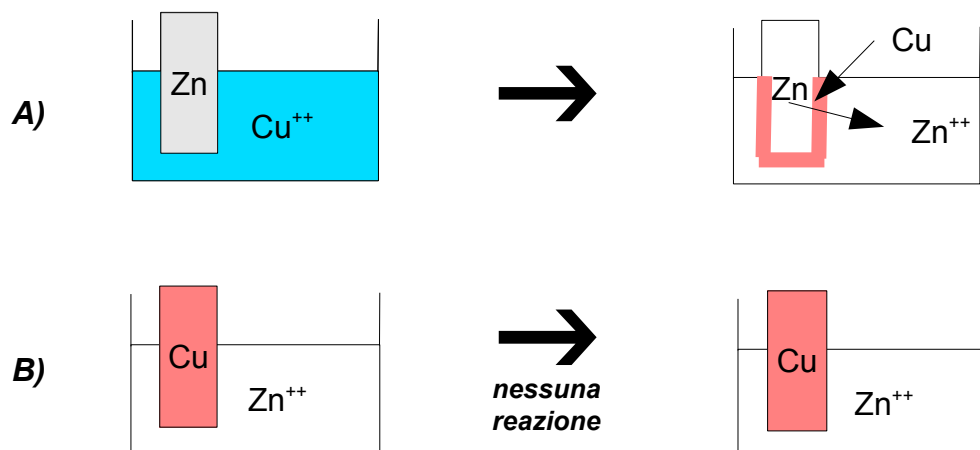 A)
Zn
Cu⁺⁺
Cu
Zn
Zn⁺⁺
B)
Cu
Zn⁺⁺
nessuna
reazione
Cu
Zn⁺⁺